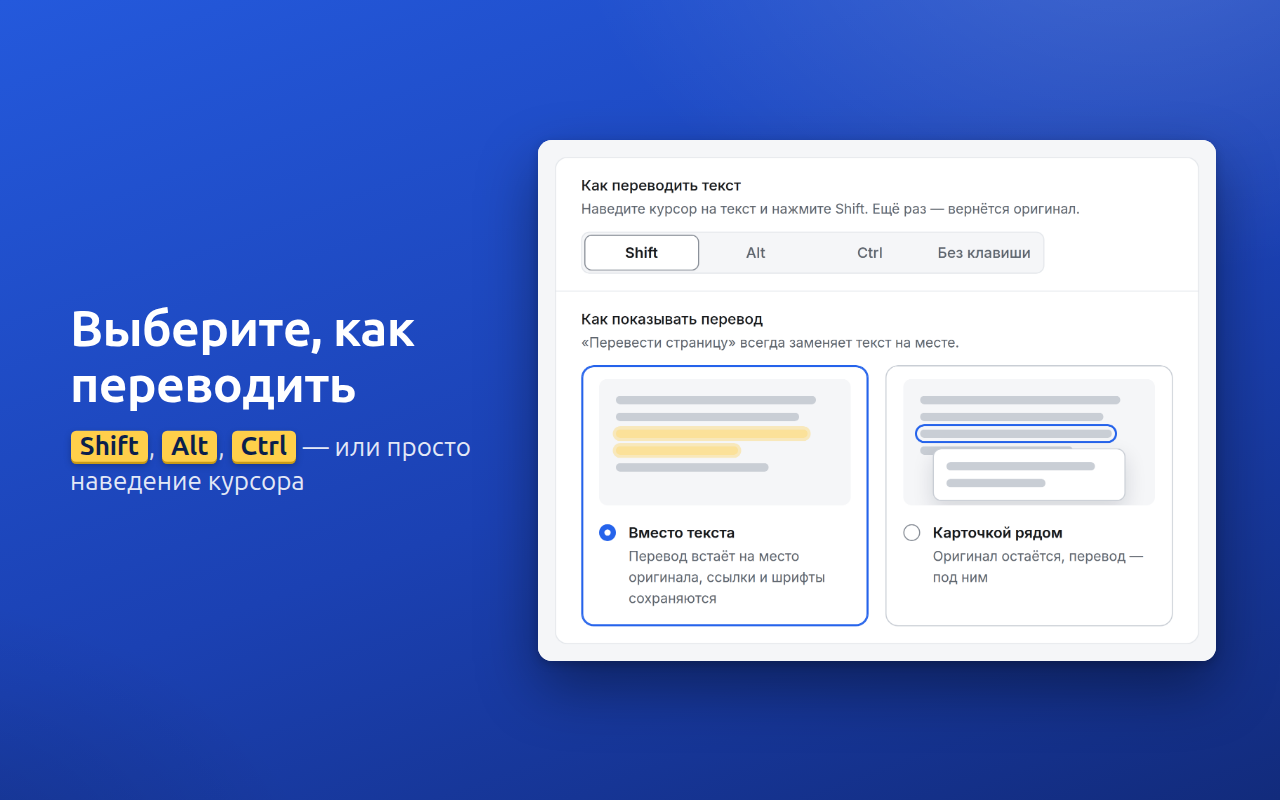 Выберите, как
переводить
Shift, Alt, Ctrl — или просто
наведение курсора
Как переводить текст
Наведите курсор на текст и нажмите Shift. Ещё раз — вернётся оригинал.
Shift Alt Ctrl Без клавиши
Как показывать перевод
«Перевести страницу» всегда заменяет текст на месте.
Вместо текста
Перевод встаёт на место
оригинала, ссылки и шрифты
сохраняются
Карточкой рядом
Оригинал остаётся, перевод —
под ним